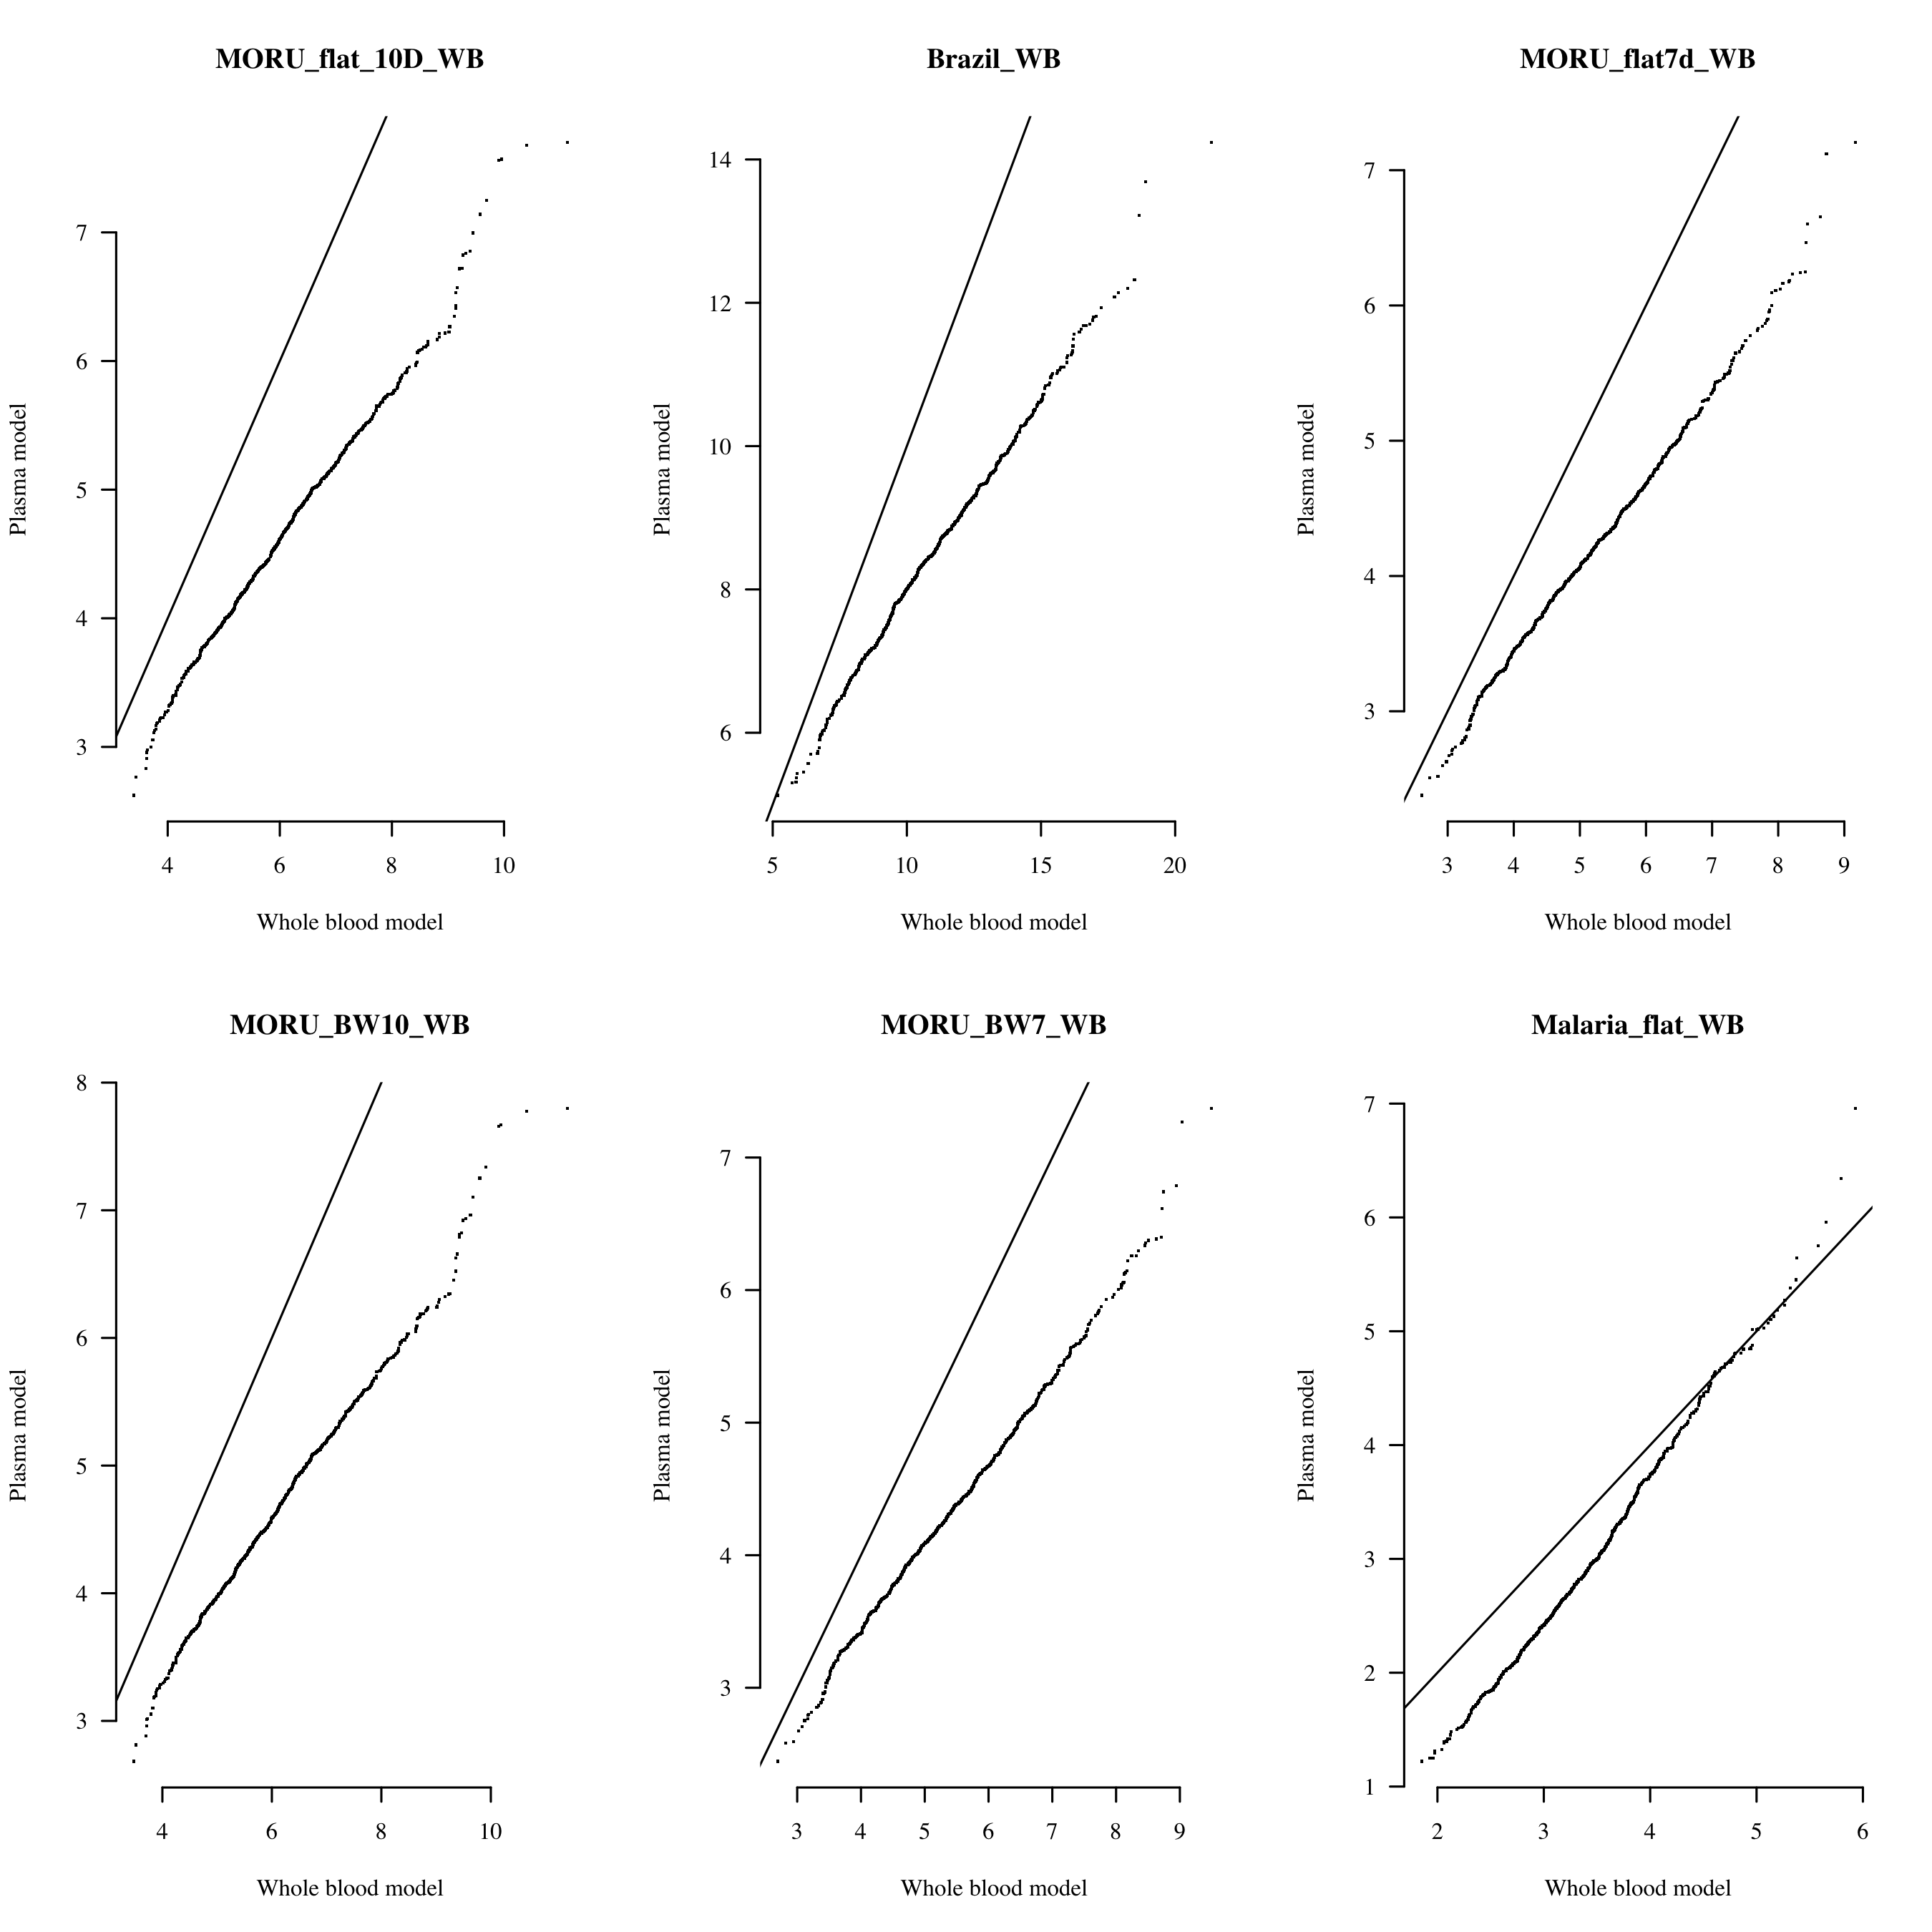 MORU_flat_10D_WB
Brazil_WB
MORU_flat7d_WB
7
6
5
4
3
Plasma model
4 6 8 10
Whole blood model
14
12
10
8
6
Plasma model
5 10 15 20
Whole blood model
7
6
5
4
3
Plasma model
3 4 5 6 7 8 9
Whole blood model
MORU_BW10_WB
MORU_BW7_WB
Malaria_flat_WB
8
7
6
5
4
3
Plasma model
4 6 8 10
Whole blood model
7
6
5
4
3
Plasma model
3 4 5 6 7 8 9
Whole blood model
7
6
5
4
3
2
1
Plasma model
2 3 4 5 6
Whole blood model